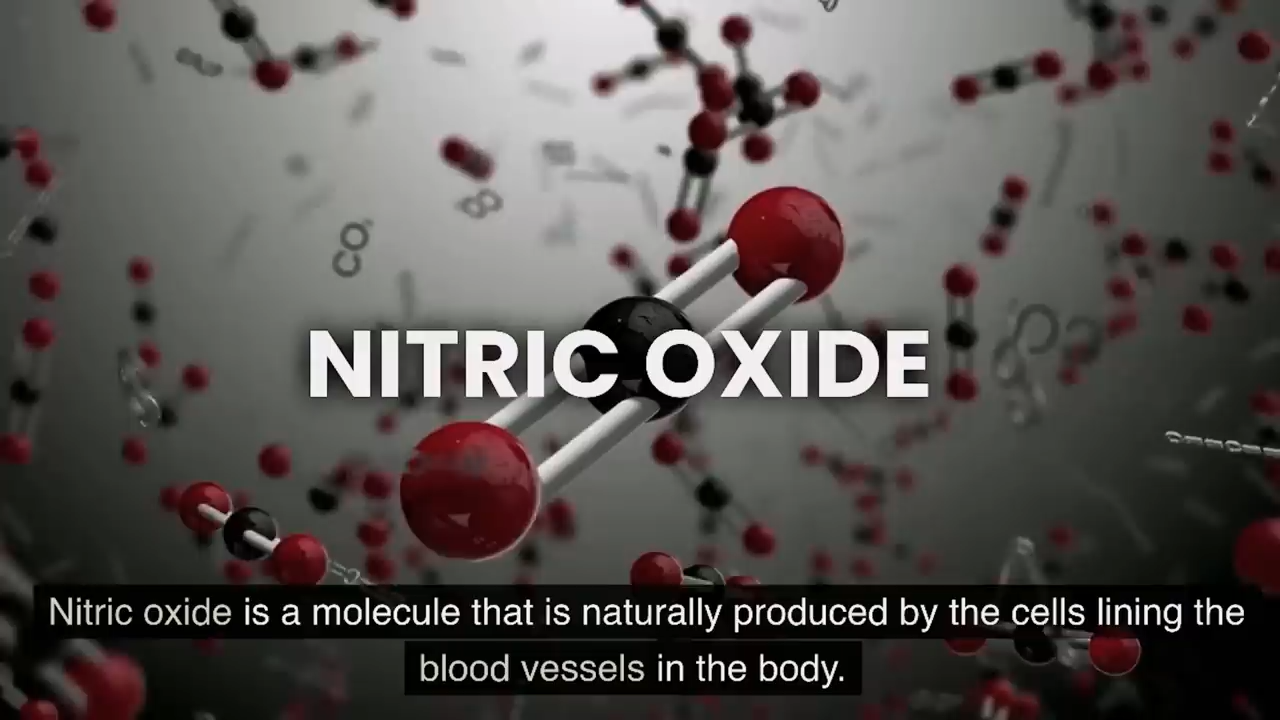 CO₂
NITRIC OXIDE
Nitric oxide is a molecule that is naturally produced by the cells lining the
blood vessels in the body.